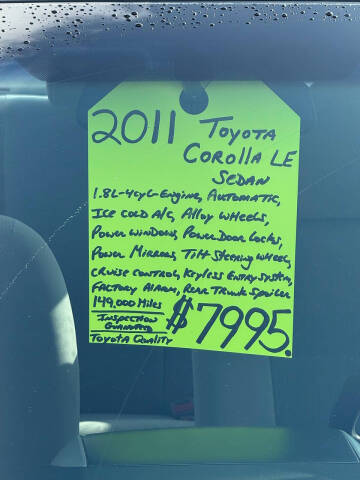 2011 Toyota
Corolla LE
Sedan
1.8L-4cyl-Engine, Automatic,
Ice Cold A/C, Alloy Wheels,
Power Windows, Power Door Locks,
Power Mirrors, Tilt Stearing Wheel,
Cruise Control, Keyless Entry System,
Factory Alarm, Rear Trunk Spoiler
149,000 Miles
Inspection
Guaranteed
Toyota Quality
$7995.